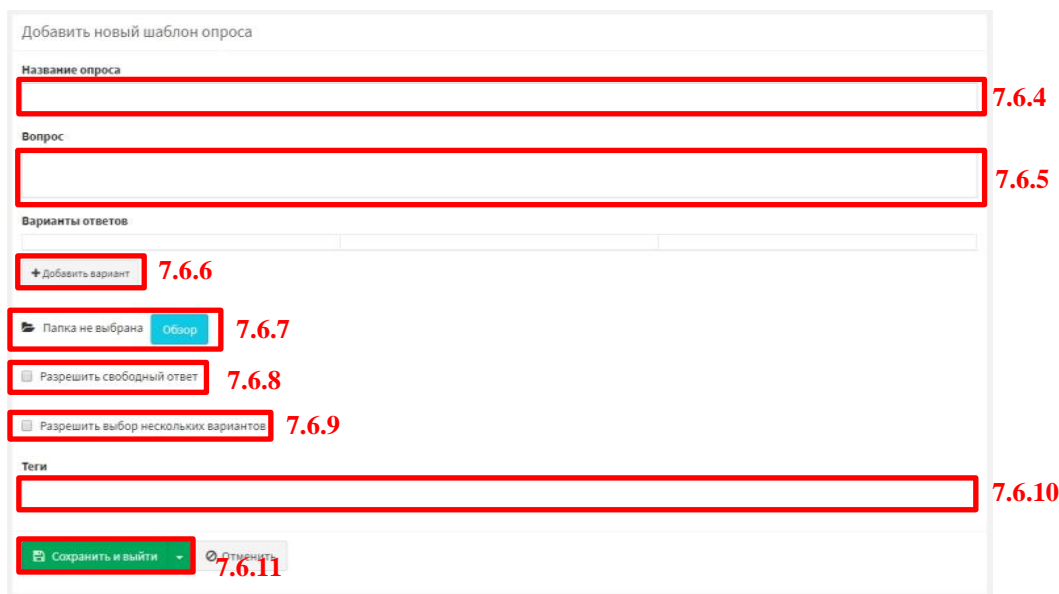 Добавить новый шаблон опроса
Название опроса
7.6.4
Вопрос
7.6.5
Варианты ответов
+ Добавить вариант 7.6.6
Папка не выбрана Обзор 7.6.7
Разрешить свободный ответ 7.6.8
Разрешить выбор нескольких вариантов 7.6.9
Теги
7.6.10
Сохранить и выйти Отменить
7.6.11